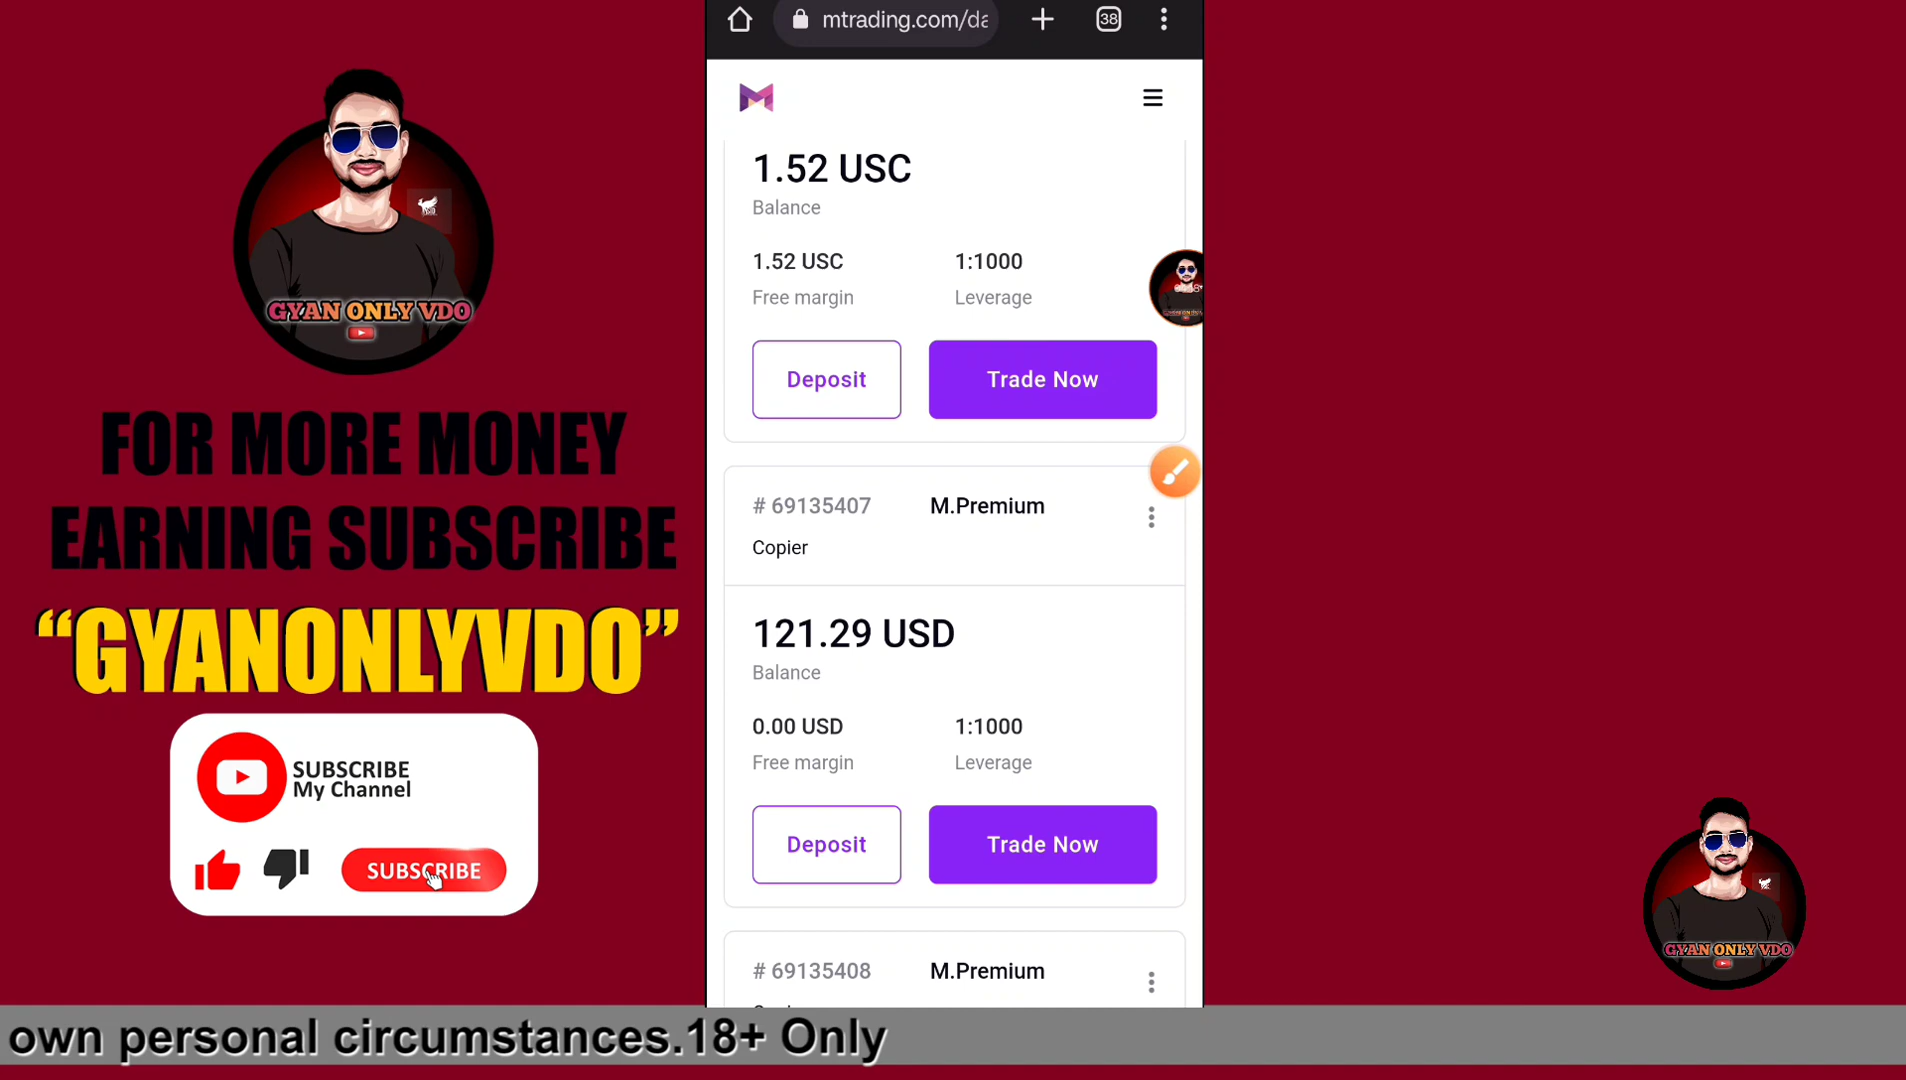 mtrading.com/da
38
1.52 USC
Balance
1.52 USC
1:1000
Free margin
Leverage
Deposit
Trade Now
# 69135407
M.Premium
Copier
121.29 USD
Balance
0.00 USD
1:1000
Free margin
Leverage
Deposit
Trade Now
# 69135408
M.Premium
GYAN ONLY VDO
FOR MORE MONEY
EARNING SUBSCRIBE
“GYANONLYVDO”
SUBSCRIBE
My Channel
SUBSCRIBE
GYAN ONLY VDO
own personal circumstances.18+ Only